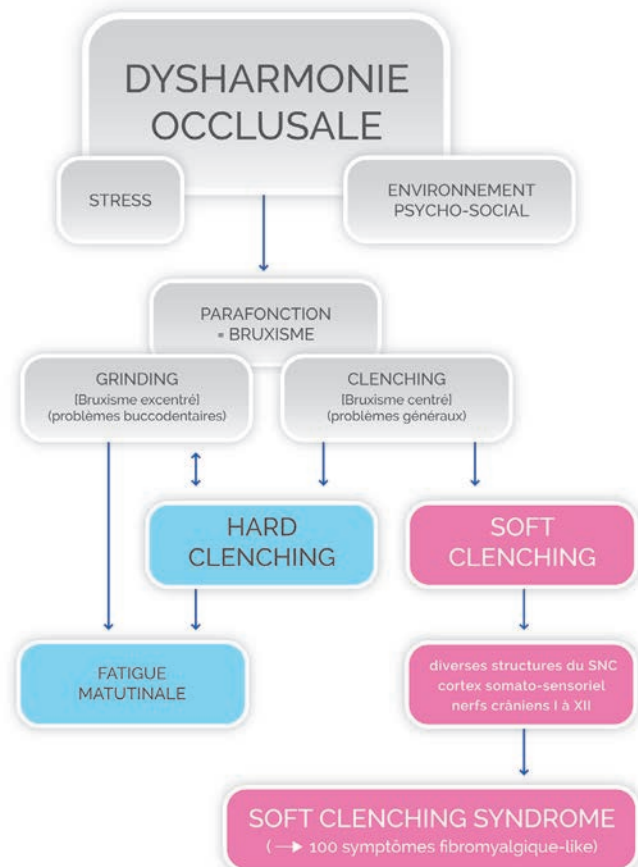 DYSHARMONIE
OCCLUSALE
STRESS
ENVIRONNEMENT
PSYCHO-SOCIAL
PARAFONCTION
= BRUXISME
GRINDING
[Bruxisme excentré]
(problèmes buccodentaires)
CLENCHING
[Bruxisme centré]
(problèmes généraux)
HARD
CLENCHING
SOFT
CLENCHING
FATIGUE
MATUTINALE
diverses structures du SNC
cortex somato-sensoriel
nerfs crâniens I à XII
SOFT CLENCHING SYNDROME
( → 100 symptômes fibromyalgique-like)